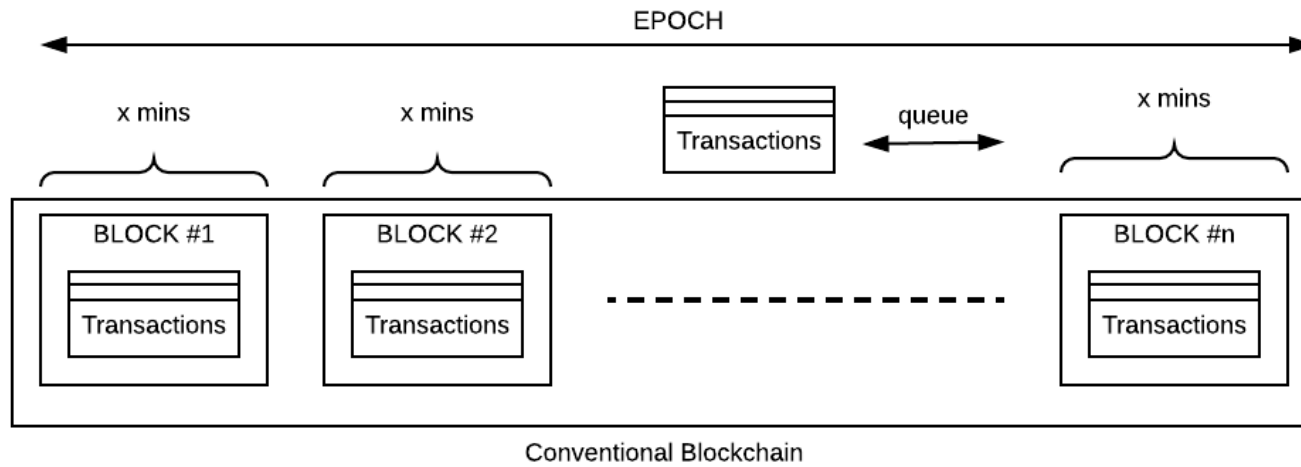 EPOCH
x mins
x mins
Transactions
queue
x mins
BLOCK #1
BLOCK #2
BLOCK #n
Transactions
Transactions
Transactions
Conventional Blockchain